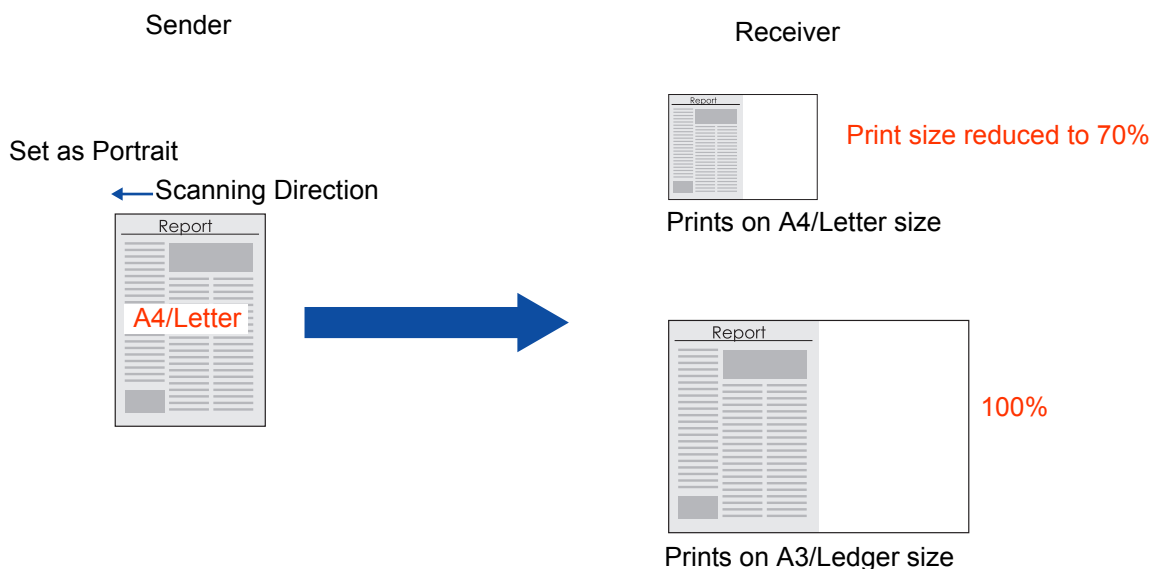 Sender
Receiver
Report
Print size reduced to 70%
Set as Portrait
Scanning Direction
Prints on A4/Letter size
Report
A4/Letter
Report
100%
Prints on A3/Ledger size